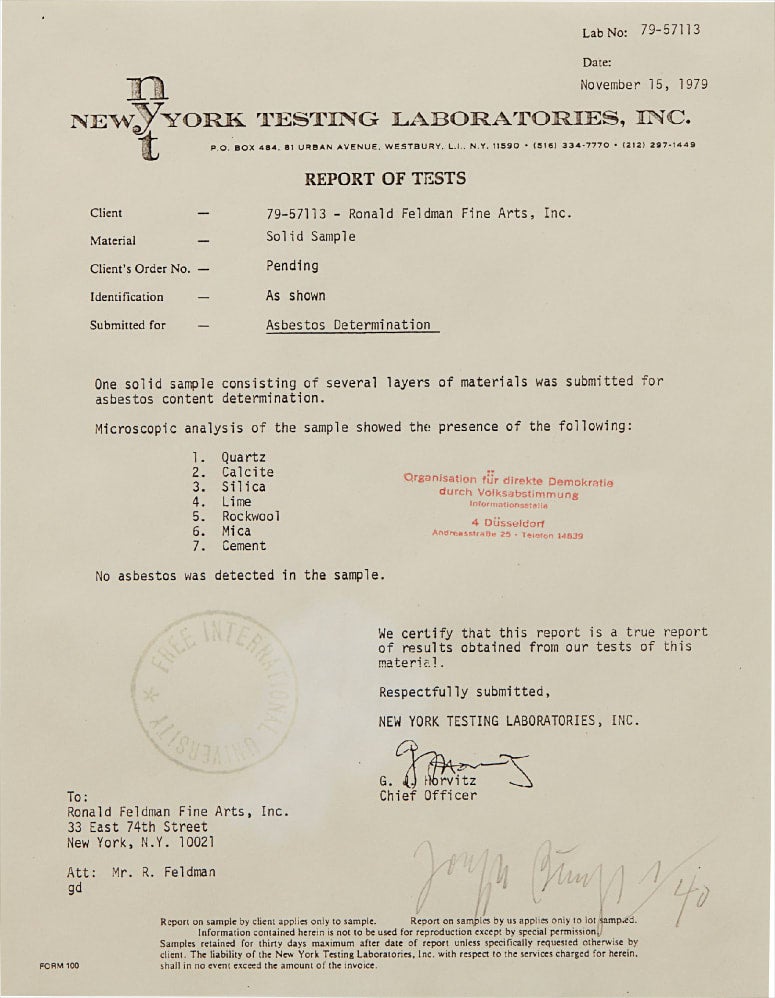 Lab No: 79-57113
Date:
November 15, 1979
nyt
NEW YORK TESTING LABORATORIES, INC.
P.O. BOX 484, 81 URBAN AVENUE, WESTBURY, L.I., N.Y. 11590 • (516) 334-7770 • (212) 297-1449
REPORT OF TESTS
Client — 79-57113 - Ronald Feldman Fine Arts, Inc.
Material — Solid Sample
Client's Order No. — Pending
Identification — As shown
Submitted for — Asbestos Determination
One solid sample consisting of several layers of materials was submitted for
asbestos content determination.
Microscopic analysis of the sample showed the presence of the following:
1. Quartz
2. Calcite
3. Silica
4. Lime
5. Rockwool
6. Mica
7. Cement
Organisation für direkte Demokratie
durch Volksabstimmung
Informationsstelle
4 Düsseldorf
Andreasstraße 25 - Telefon 14839
No asbestos was detected in the sample.
FREE INTERNATIONAL UNIVERSITY *
We certify that this report is a true report
of results obtained from our tests of this
material.
Respectfully submitted,
NEW YORK TESTING LABORATORIES, INC.
G. J. Horvitz
Chief Officer
To:
Ronald Feldman Fine Arts, Inc.
33 East 74th Street
New York, N.Y. 10021
Att: Mr. R. Feldman
gd
Joseph Beuys 1/40
Report on sample by client applies only to sample. Report on samples by us applies only to lot sampled.
Information contained herein is not to be used for reproduction except by special permission.
Samples retained for thirty days maximum after date of report unless specifically requested otherwise by
client. The liability of the New York Testing Laboratories, Inc. with respect to the services charged for herein,
shall in no event exceed the amount of the invoice.
FORM 100